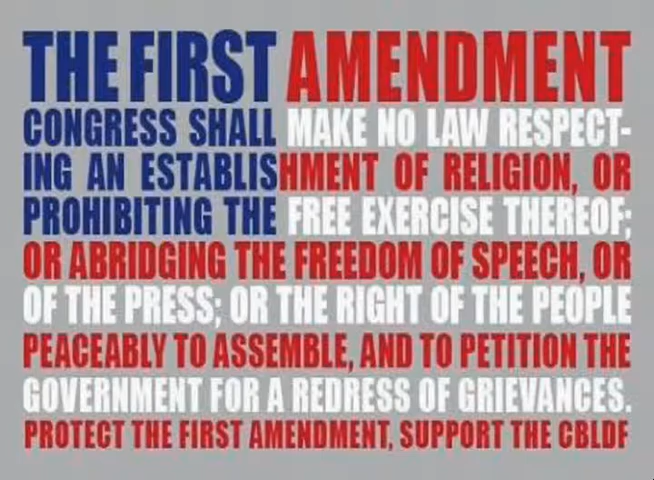 THE FIRST AMENDMENT
CONGRESS SHALL MAKE NO LAW RESPECT-
ING AN ESTABLISHMENT OF RELIGION, OR
PROHIBITING THE FREE EXERCISE THEREOF;
OR ABRIDGING THE FREEDOM OF SPEECH, OR
OF THE PRESS; OR THE RIGHT OF THE PEOPLE
PEACEABLY TO ASSEMBLE, AND TO PETITION THE
GOVERNMENT FOR A REDRESS OF GRIEVANCES.
PROTECT THE FIRST AMENDMENT, SUPPORT THE CBLDF